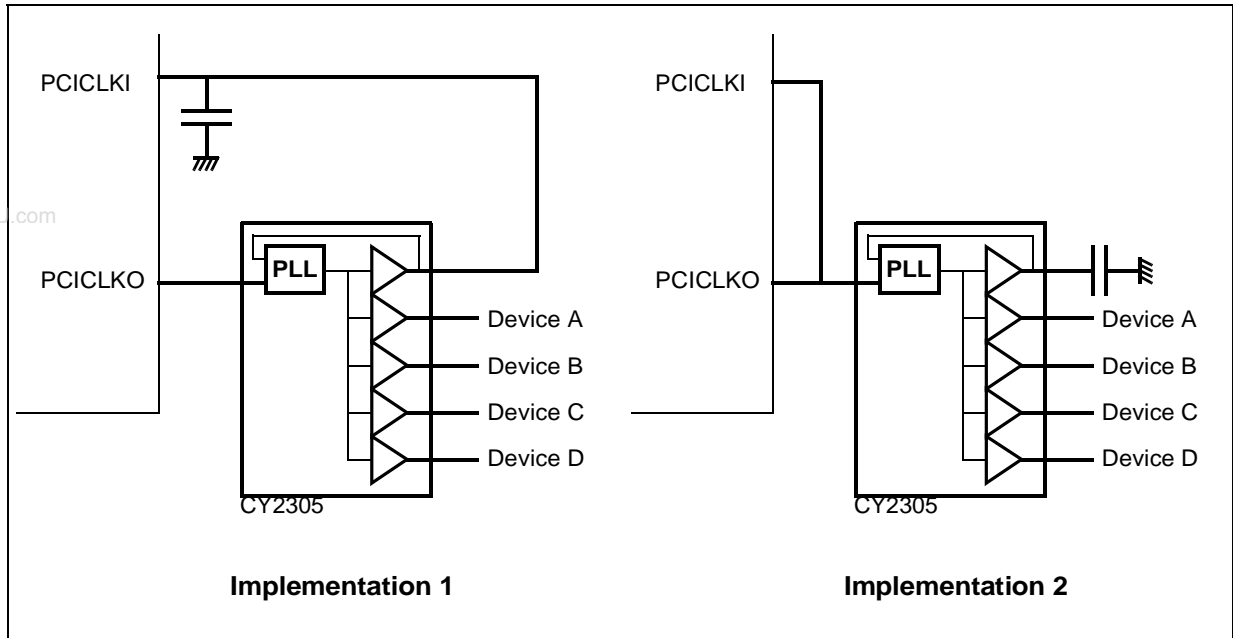 PCICLKI
PCICLKO
PLL
Device A
Device B
Device C
Device D
CY2305
Implementation 1
PCICLKI
PCICLKO
PLL
Device A
Device B
Device C
Device D
CY2305
Implementation 2
.com